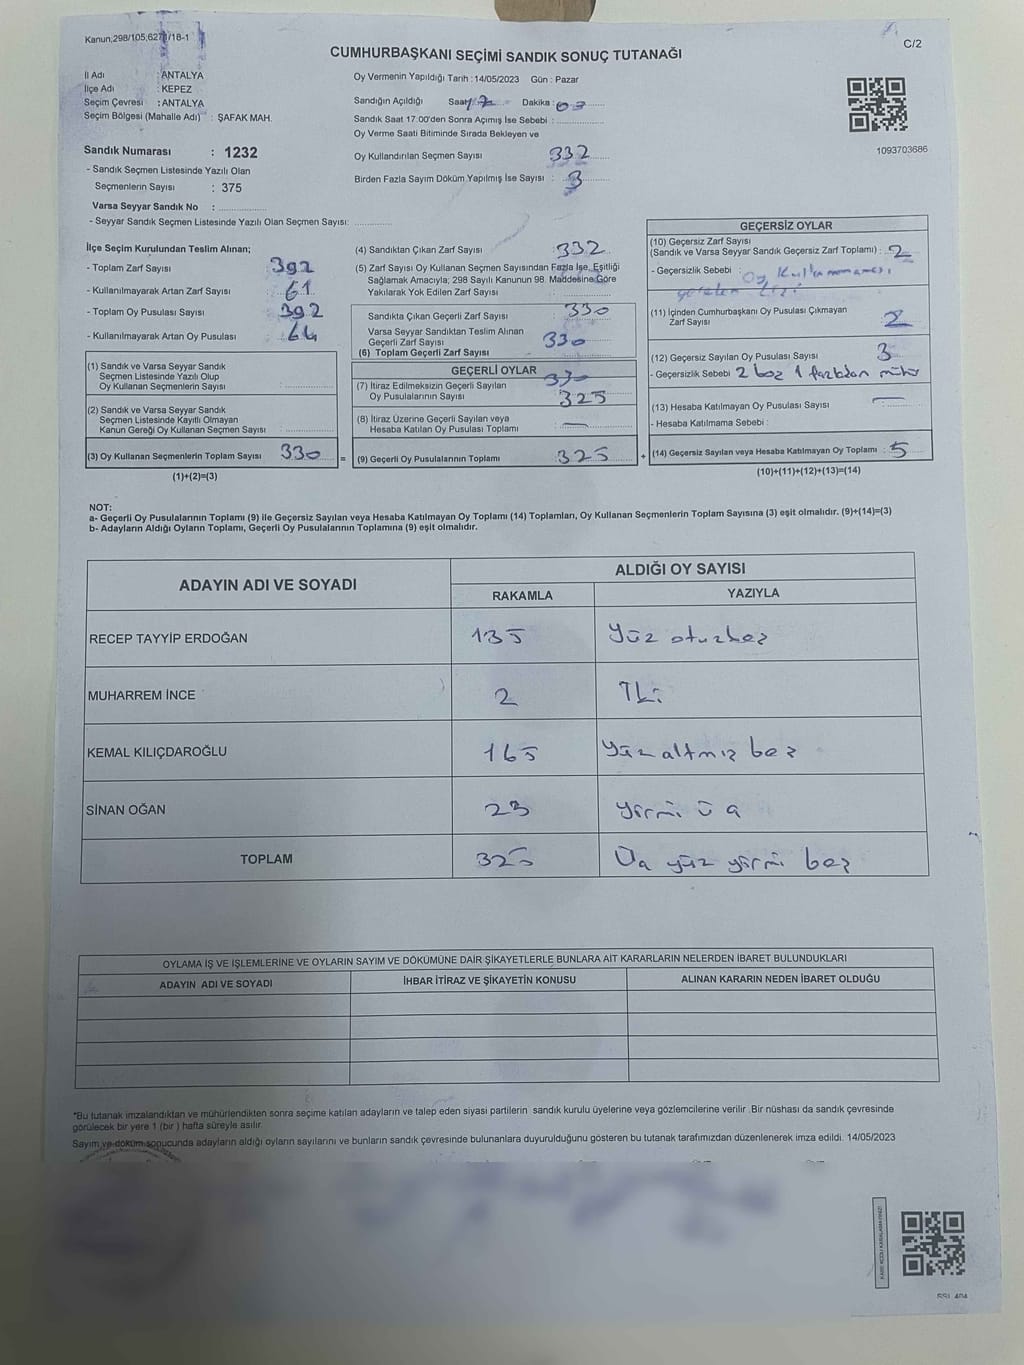 Kanun;298/105;6271/18-1
C/2
CUMHURBAŞKANI SEÇİMİ SANDIK SONUÇ TUTANAĞI
İl Adı : ANTALYA
İlçe Adı : KEPEZ
Seçim Çevresi : ANTALYA
Seçim Bölgesi (Mahalle Adı) : ŞAFAK MAH.
Sandık Numarası : 1232
- Sandık Seçmen Listesinde Yazılı Olan
Seçmenlerin Sayısı : 375
Varsa Seyyar Sandık No :
- Seyyar Sandık Seçmen Listesinde Yazılı Olan Seçmen Sayısı:
Oy Vermenin Yapıldığı Tarih : 14/05/2023 Gün : Pazar
Sandığın Açıldığı Saat 17 Dakika : 03
Sandık Saat 17:00'den Sonra Açımış İse Sebebi :
Oy Verme Saati Bitiminde Sırada Bekleyen ve
Oy Kullandırılan Seçmen Sayısı 332
Birden Fazla Sayım Döküm Yapılmış İse Sayısı : 3
1093703686
İlçe Seçim Kurulundan Teslim Alınan;
- Toplam Zarf Sayısı : 392
- Kullanılmayarak Artan Zarf Sayısı : 61
- Toplam Oy Pusulası Sayısı : 392
- Kullanılmayarak Artan Oy Pusulası : 64
(1) Sandık ve Varsa Seyyar Sandık
Seçmen Listesinde Yazılı Olup
Oy Kullanan Seçmenlerin Sayısı :
(2) Sandık ve Varsa Seyyar Sandık
Seçmen Listesinde Kayıtlı Olmayan
Kanun Gereği Oy Kullanan Seçmen Sayısı :
(3) Oy Kullanan Seçmenlerin Toplam Sayısı 330
(1)+(2)=(3)
(4) Sandıktan Çıkan Zarf Sayısı : 332
(5) Zarf Sayısı Oy Kullanan Seçmen Sayısından Fazla İse, Eşitliği
Sağlamak Amacıyla; 298 Sayılı Kanunun 98. Maddesine Göre
Yakılarak Yok Edilen Zarf Sayısı :
Sandıkta Çıkan Geçerli Zarf Sayısı : 330
Varsa Seyyar Sandıktan Teslim Alınan
Geçerli Zarf Sayısı 330
(6) Toplam Geçerli Zarf Sayısı
GEÇERLİ OYLAR
330
(7) İtiraz Edilmeksizin Geçerli Sayılan
Oy Pusulalarının Sayısı 325
(8) İtiraz Üzerine Geçerli Sayılan veya
Hesaba Katılan Oy Pusulası Toplamı : —
= (9) Geçerli Oy Pusulalarının Toplamı : 325
GEÇERSİZ OYLAR
(10) Geçersiz Zarf Sayısı
(Sandık ve Varsa Seyyar Sandık Geçersiz Zarf Toplamı) : 2
- Geçersizlik Sebebi : Oy Kullanmaması
gereken kişi
(11) İçinden Cumhurbaşkanı Oy Pusulası Çıkmayan
Zarf Sayısı 2
(12) Geçersiz Sayılan Oy Pusulası Sayısı 3
- Geçersizlik Sebebi 2 boş 1 fazladan mühür
(13) Hesaba Katılmayan Oy Pusulası Sayısı —
- Hesaba Katılmama Sebebi :
+ (14) Geçersiz Sayılan veya Hesaba Katılmayan Oy Toplamı : 5
(10)+(11)+(12)+(13)=(14)
NOT:
a- Geçerli Oy Pusulalarının Toplamı (9) ile Geçersiz Sayılan veya Hesaba Katılmayan Oy Toplamı (14) Toplamları, Oy Kullanan Seçmenlerin Toplam Sayısına (3) eşit olmalıdır. (9)+(14)=(3)
b- Adayların Aldığı Oyların Toplamı, Geçerli Oy Pusulalarının Toplamına (9) eşit olmalıdır.
ADAYIN ADI VE SOYADI
ALDIĞI OY SAYISI
RAKAMLA YAZIYLA
RECEP TAYYİP ERDOĞAN 135 Yüz otuzbeş
MUHARREM İNCE 2 İki
KEMAL KILIÇDAROĞLU 165 Yüz altmış beş
SİNAN OĞAN 23 Yirmi üç
TOPLAM 325 Üç yüz yirmi beş
OYLAMA İŞ VE İŞLEMLERİNE VE OYLARIN SAYIM VE DÖKÜMÜNE DAİR ŞİKAYETLERLE BUNLARA AİT KARARLARIN NELERDEN İBARET BULUNDUKLARI
ADAYIN ADI VE SOYADI İHBAR İTİRAZ VE ŞİKAYETİN KONUSU ALINAN KARARIN NEDEN İBARET OLDUĞU
*Bu tutanak imzalandıktan ve mühürlendikten sonra seçime katılan adayların ve talep eden siyasi partilerin sandık kurulu üyelerine veya gözlemcilerine verilir .Bir nüshası da sandık çevresinde
görülecek bir yere 1 (bir ) hafta süreyle asılır.
Sayım ve döküm sonucunda adayların aldığı oyların sayılarını ve bunların sandık çevresinde bulunanlara duyurulduğunu gösteren bu tutanak tarafımızdan düzenlenerek imza edildi. 14/05/2023